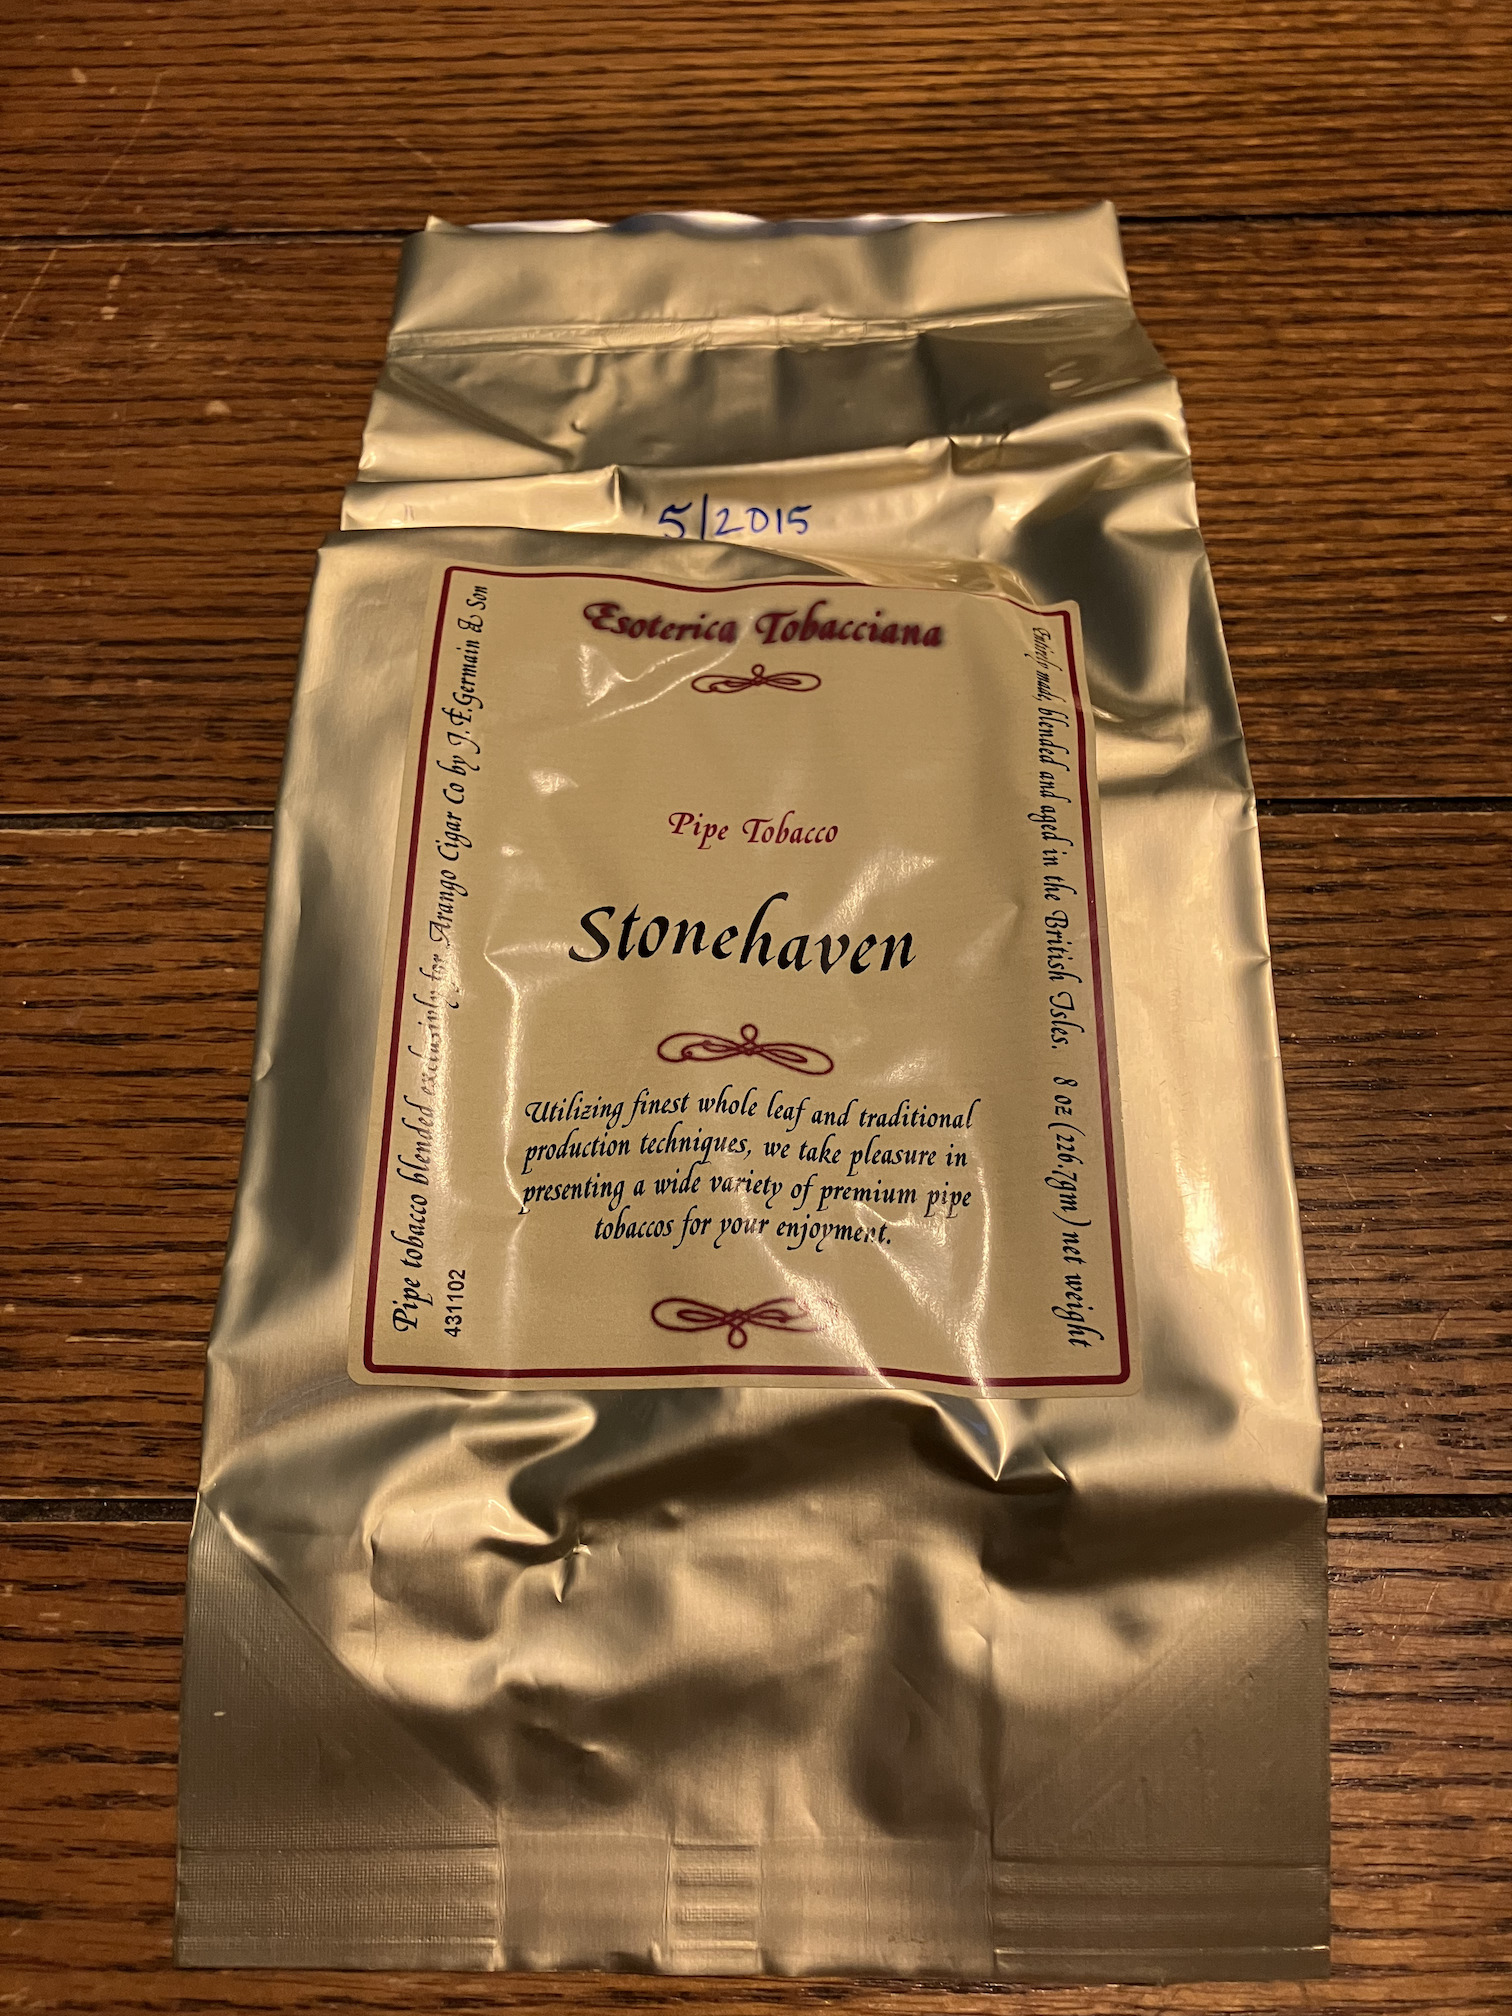 5/2015
Esoterica Tobacciana
Pipe Tobacco
Stonehaven
Utilizing finest whole leaf and traditional
production techniques, we take pleasure in
presenting a wide variety of premium pipe
tobaccos for your enjoyment.
Pipe tobacco blended exclusivly for Arango Cigar Co by J.F.Germain & Son
431102
Entirely made, blended and aged in the British Isles. 8 oz (226.7gm) net weight